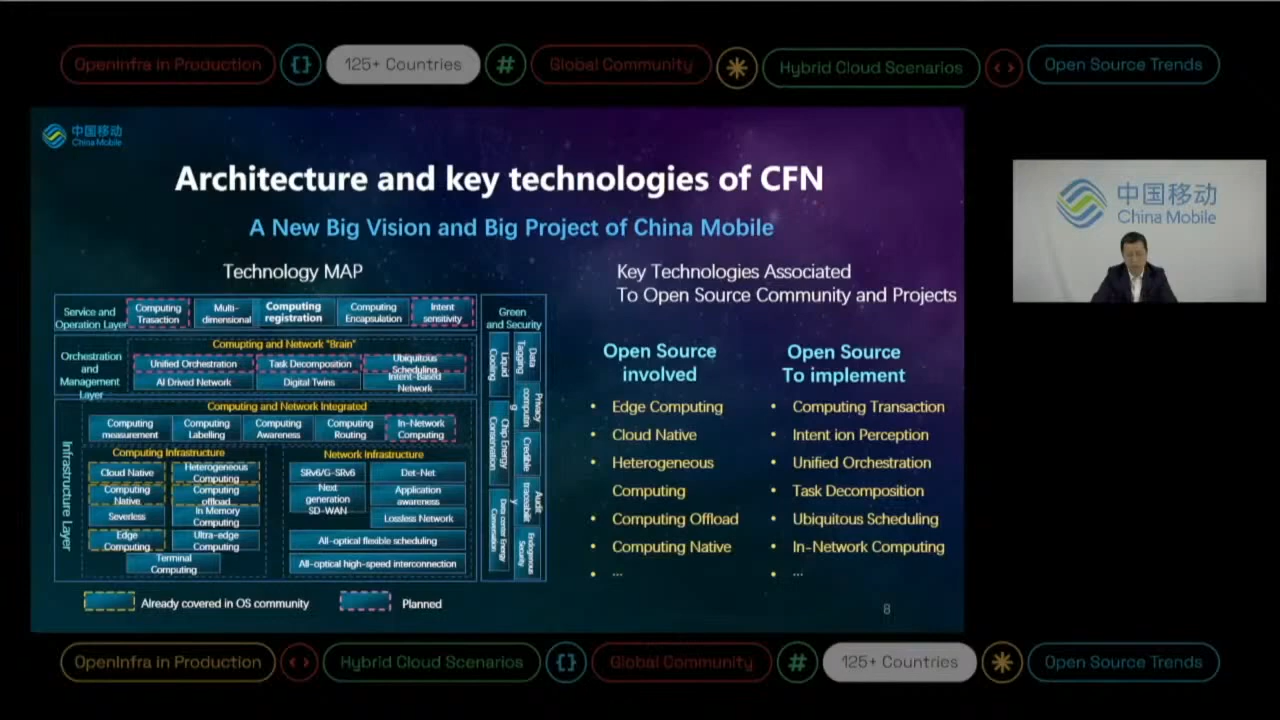 OpenInfra in Production
{}
125+ Countries
#
Global Community
Hybrid Cloud Scenarios
< >
Open Source Trends
中国移动
China Mobile
Architecture and key technologies of CFN
A New Big Vision and Big Project of China Mobile
Technology MAP
Service and
Operation Layer
Computing
Trasaction
Multi-
dimensional
Computing
registration
Computing
Encapsulation
Intent
sensitivity
Orchestration
and
Management
Layer
Comupting and Network "Brain"
Unified Orchestration
Task Decomposition
Ubiquitous
Scheduling
AI Drived Network
Digital Twins
Intent-Based
Network
Infrastructure Layer
Computing and Network Integrated
Computing
measurement
Computing
Labelling
Computing
Awareness
Computing
Routing
In-Network
Computing
Computing Infrastructure
Cloud Native
Heterogeneous
Computing
Computing
Native
Computing
offload
Severless
In Memory
Computing
Edge
Computing
Ultra-edge
Computing
Terminal
Computing
Network Infrastructure
SRv6/G-SRv6
Det-Net
Next
generation
SD-WAN
Application
awareness
Lossless Network
All-optical flexible scheduling
All-optical high-speed interconnection
Green
and Security
Liquid
Cooling
Chip Energy
Conservation
Data center Energy
Conversation
Data
Tagging
Privacy
computin
g
Credible
Audit
traceabilit
y
Endogenous
Security
Already covered in OS community
Planned
Key Technologies Associated
To Open Source Community and Projects
Open Source
involved
• Edge Computing
• Cloud Native
• Heterogeneous
Computing
• Computing Offload
• Computing Native
• ...
Open Source
To implement
• Computing Transaction
• Intent ion Perception
• Unified Orchestration
• Task Decomposition
• Ubiquitous Scheduling
• In-Network Computing
• ...
8
中国移动
China Mobile
OpenInfra in Production
< >
Hybrid Cloud Scenarios
{}
Global Community
#
125+ Countries
Open Source Trends